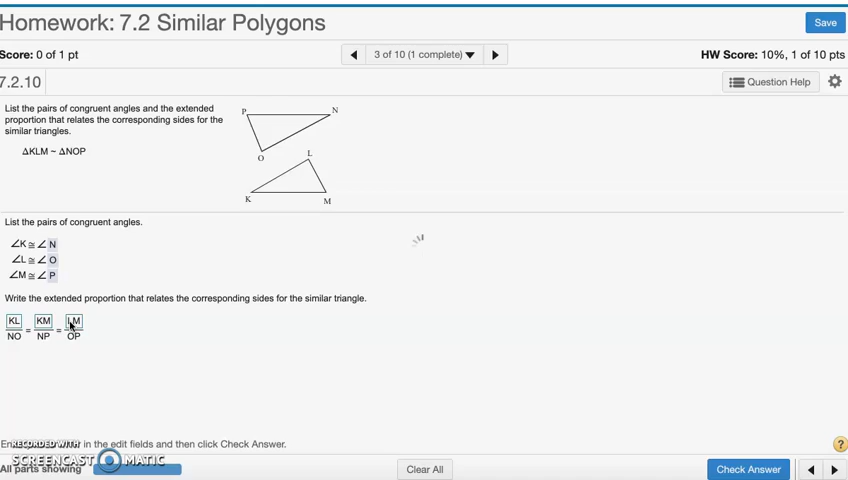 Homework: 7.2 Similar Polygons
Save
Score: 0 of 1 pt
3 of 10 (1 complete)
HW Score: 10%, 1 of 10 pts
7.2.10
Question Help
List the pairs of congruent angles and the extended
proportion that relates the corresponding sides for the
similar triangles.
ΔKLM ~ ΔNOP
P
N
O
L
K
M
List the pairs of congruent angles.
∠K ≅ ∠ N
∠L ≅ ∠ O
∠M ≅ ∠ P
Write the extended proportion that relates the corresponding sides for the similar triangle.
KL KM LM
= =
NO NP OP
in the edit fields and then click Check Answer.
?
RECORDED WITH
SCREENCAST MATIC
All parts showing
Clear All
Check Answer